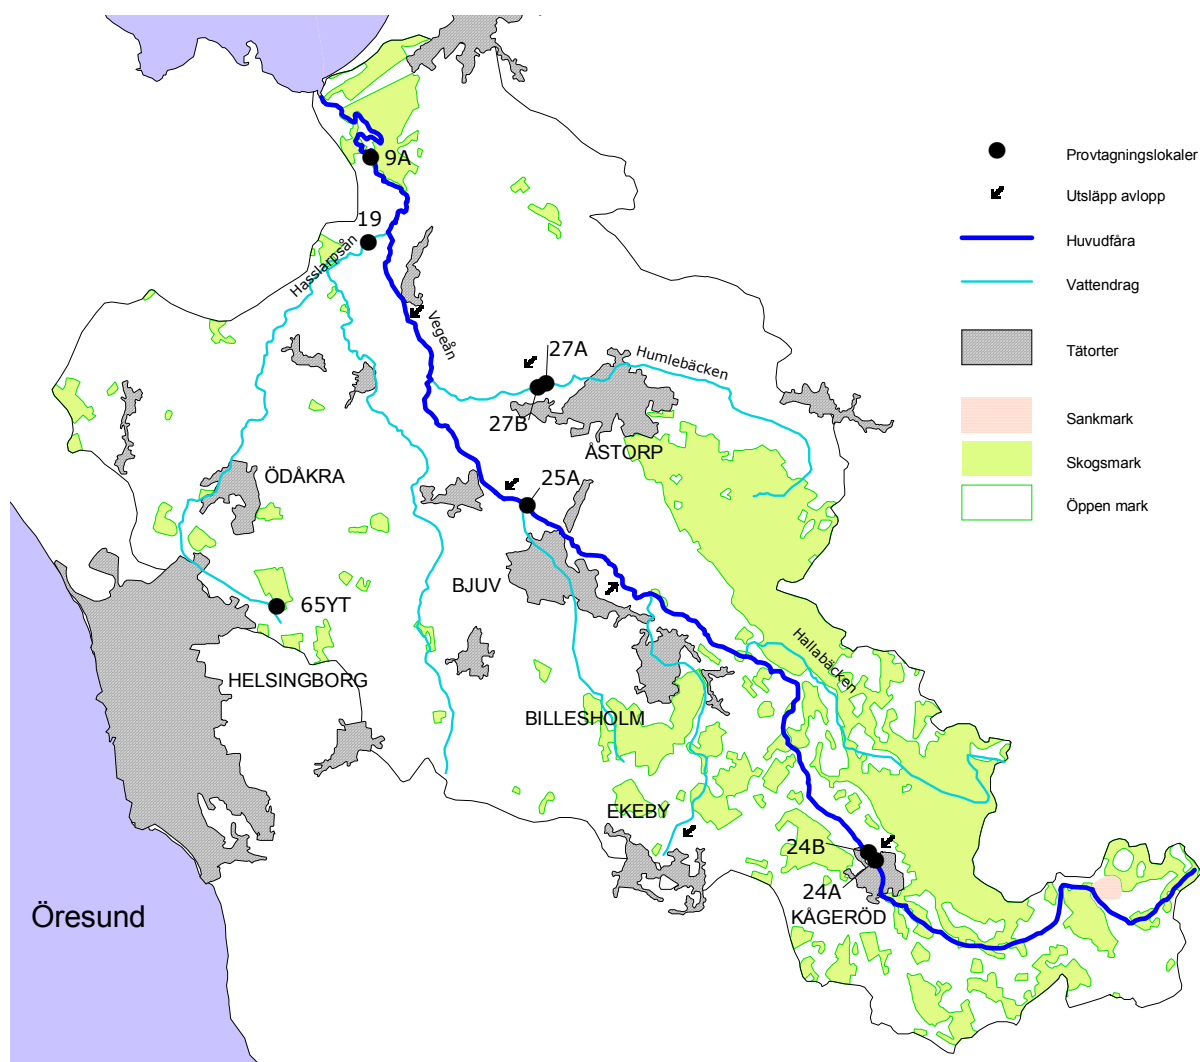 9A
19
Hasslarpsån
Vegeån
27A
Humlebäcken
27B
ÅSTORP
ÖDÅKRA
25A
BJUV
65YT
Hallabäcken
HELSINGBORG
BILLESHOLM
EKEBY
24B
24A
KÅGERÖD
Öresund
Provtagningslokaler
Utsläpp avlopp
Huvudfåra
Vattendrag
Tätorter
Sankmark
Skogsmark
Öppen mark